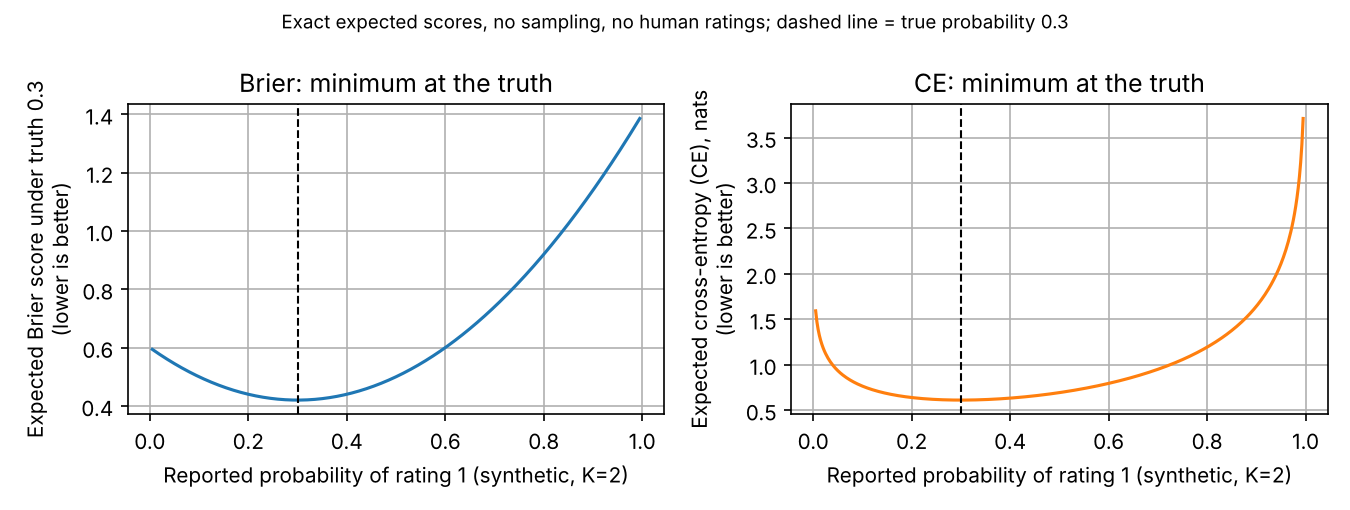 Exact expected scores, no sampling, no human ratings; dashed line = true probability 0.3
Brier: minimum at the truth
Expected Brier score under truth 0.3
(lower is better)
1.4
1.2
1.0
0.8
0.6
0.4
0.0 0.2 0.4 0.6 0.8 1.0
Reported probability of rating 1 (synthetic, K=2)
CE: minimum at the truth
Expected cross-entropy (CE), nats
(lower is better)
3.5
3.0
2.5
2.0
1.5
1.0
0.5
0.0 0.2 0.4 0.6 0.8 1.0
Reported probability of rating 1 (synthetic, K=2)